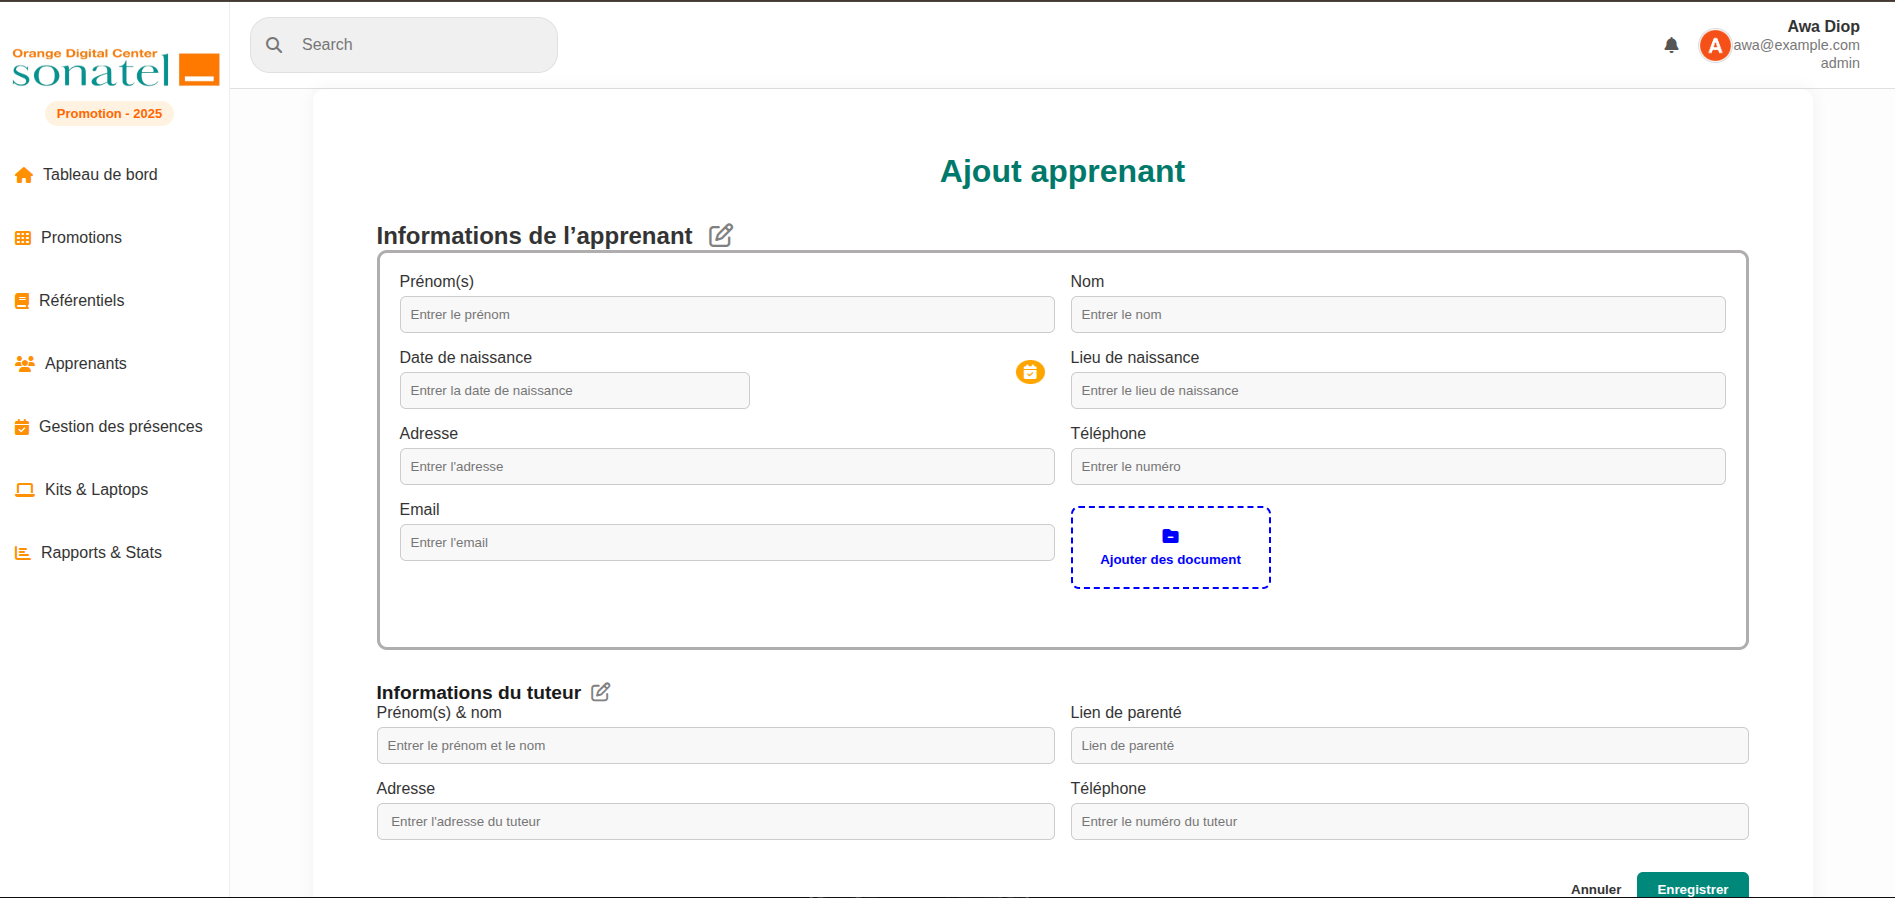 Orange Digital Center
sonatel
Promotion - 2025
Tableau de bord
Promotions
Référentiels
Apprenants
Gestion des présences
Kits & Laptops
Rapports & Stats
Search
A
Awa Diop
awa@example.com
admin
Ajout apprenant
Informations de l’apprenant
Prénom(s)
Entrer le prénom
Nom
Entrer le nom
Date de naissance
Entrer la date de naissance
Lieu de naissance
Entrer le lieu de naissance
Adresse
Entrer l'adresse
Téléphone
Entrer le numéro
Email
Entrer l'email
Ajouter des document
Informations du tuteur
Prénom(s) & nom
Entrer le prénom et le nom
Lien de parenté
Lien de parenté
Adresse
Entrer l'adresse du tuteur
Téléphone
Entrer le numéro du tuteur
Annuler
Enregistrer